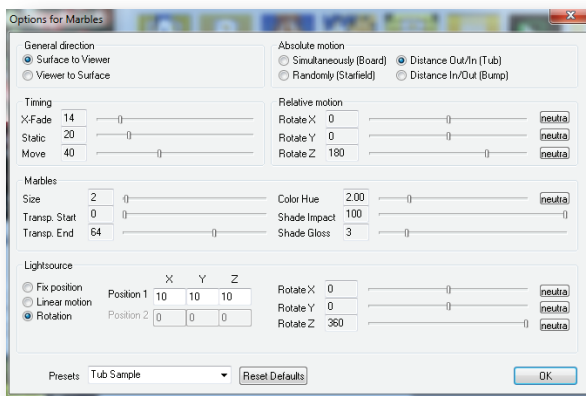 Options for Marbles
General direction
Surface to Viewer
Viewer to Surface
Absolute motion
Simultaneously (Board) Distance Out/In (Tub)
Randomly (Starfield) Distance In/Out (Bump)
Timing
X-Fade 14
Static 20
Move 40
Relative motion
Rotate X 0 neutra
Rotate Y 0 neutra
Rotate Z 180 neutra
Marbles
Size 2
Transp. Start 0
Transp. End 64
Color Hue 2.00 neutra
Shade Impact 100
Shade Gloss 3
Lightsource
Fix position
Linear motion
Rotation
X Y Z
Position 1 10 10 10
Position 2 0 0 0
Rotate X 0 neutra
Rotate Y 0 neutra
Rotate Z 360 neutra
Presets Tub Sample Reset Defaults OK